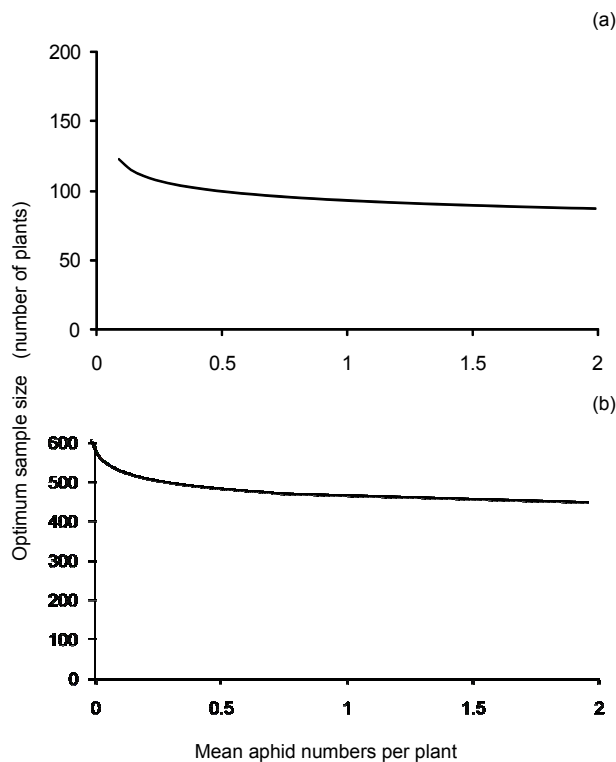 (a)
200
150
100
50
0
0 0.5 1 1.5 2
(b)
600
500
400
300
200
100
0
0 0.5 1 1.5 2
Optimum sample size (number of plants)
Mean aphid numbers per plant